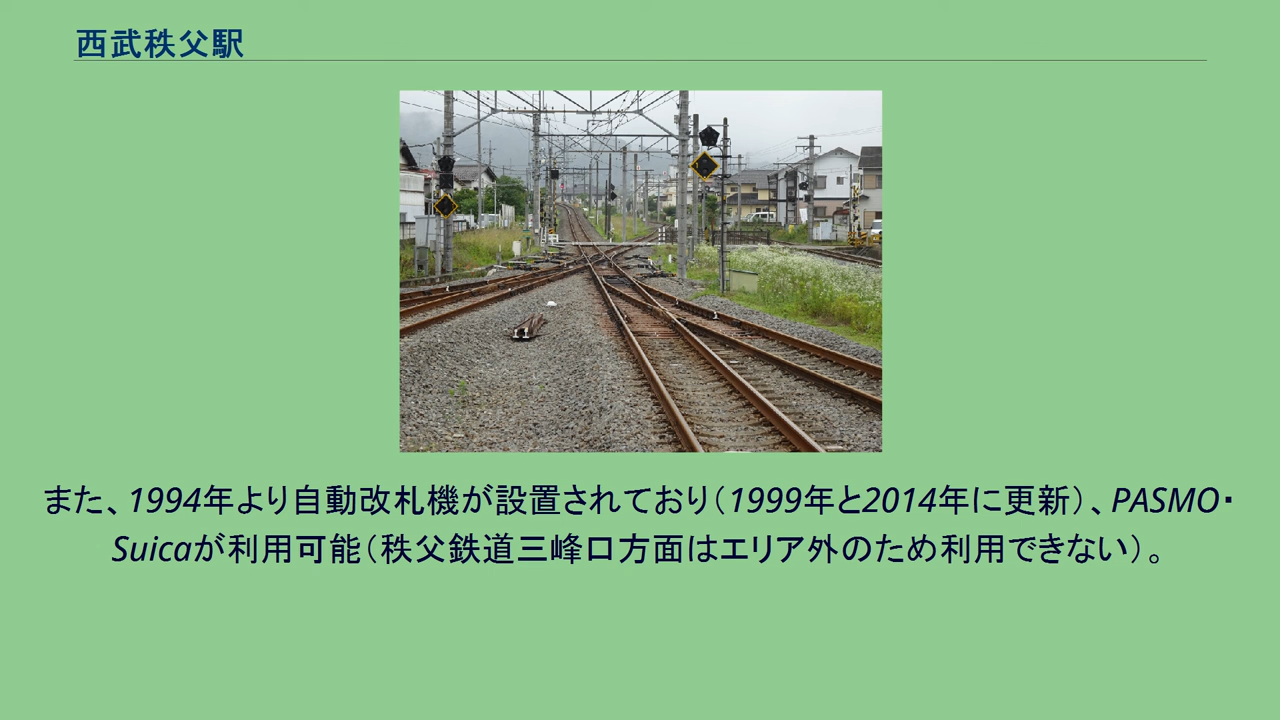 西武秩父駅
また、1994年より自動改札機が設置されており（1999年と2014年に更新）、PASMO・
Suicaが利用可能（秩父鉄道三峰口方面はエリア外のため利用できない）。